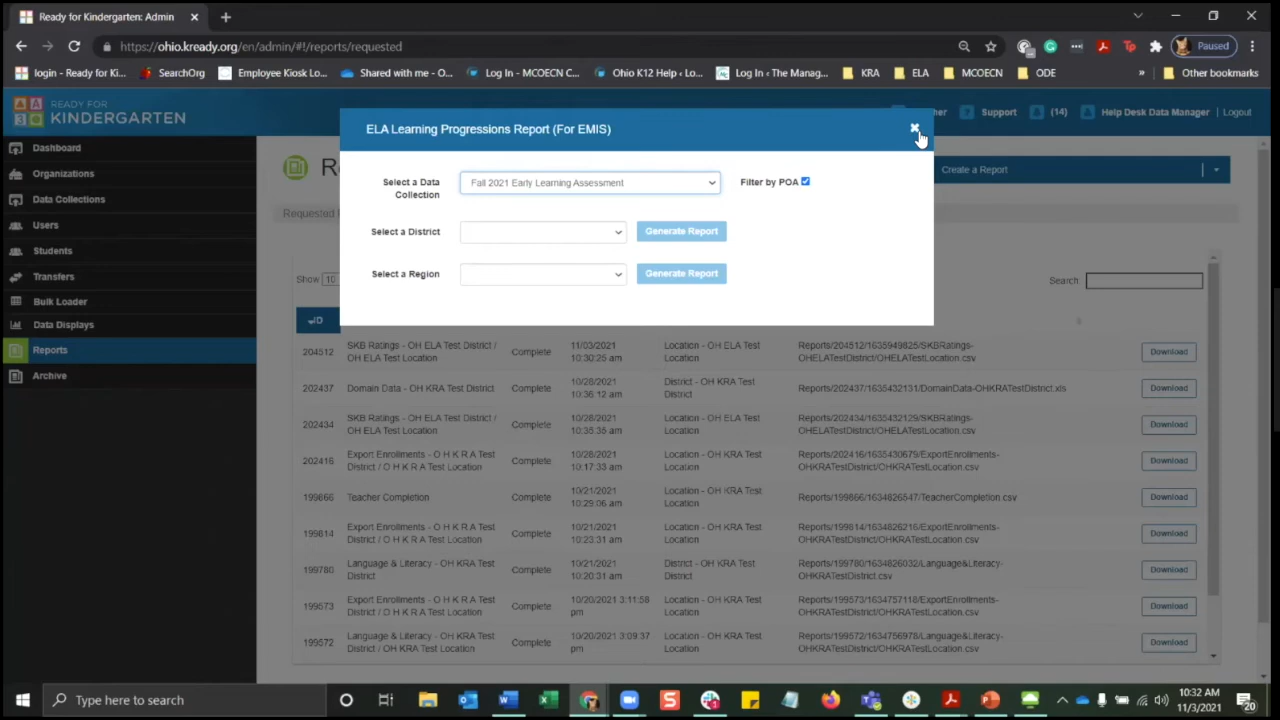 Ready for Kindergarten: Admin
https://ohio.kready.org/en/admin/#!/reports/requested
Paused
login - Ready for Ki...
SearchOrg
Employee Kiosk Lo...
Shared with me - O...
Log In - MCOECN C...
Ohio K12 Help ‹ Lo...
Log In ‹ The Manag...
KRA
ELA
MCOECN
ODE
»
Other bookmarks
READY FOR
KINDERGARTEN
Support
(14)
Help Desk Data Manager
Logout
Dashboard
Organizations
Data Collections
Users
Students
Transfers
Bulk Loader
Data Displays
Reports
Archive
ELA Learning Progressions Report (For EMIS)
Select a Data
Collection
Fall 2021 Early Learning Assessment
Filter by POA
Select a District
Generate Report
Select a Region
Generate Report
Create a Report
Show 10
Search:
ID
204512 SKB Ratings - OH ELA Test District / Complete 11/03/2021 Location - OH ELA Test Reports/204512/1635949825/SKBRatings- Download
OH ELA Test Location 10:30:25 am Location OHELATestDistrict/OHELATestLocation.csv
202437 Domain Data - OH KRA Test District Complete 10/28/2021 District - OH KRA Test Reports/202437/1635432131/DomainData-OHKRATestDistrict.xls Download
10:36:12 am District
202434 SKB Ratings - OH ELA Test District / Complete 10/28/2021 Location - OH ELA Test Reports/202434/1635432129/SKBRatings- Download
OH ELA Test Location 10:35:35 am Location OHELATestDistrict/OHELATestLocation.csv
202416 Export Enrollments - O H K R A Test Complete 10/28/2021 Location - OH KRA Test Reports/202416/1635430679/ExportEnrollments- Download
District / O H K R A Test Location 10:17:33 am Location OHKRATestDistrict/OHKRATestLocation.csv
199866 Teacher Completion Complete 10/21/2021 Location - OH KRA Test Reports/199866/1634826547/TeacherCompletion.csv Download
10:29:06 am Location
199814 Export Enrollments - O H K R A Test Complete 10/21/2021 Location - OH KRA Test Reports/199814/1634826216/ExportEnrollments- Download
District / O H K R A Test Location 10:23:31 am Location OHKRATestDistrict/OHKRATestLocation.csv
199780 Language & Literacy - OH KRA Test Complete 10/21/2021 District - OH KRA Test Reports/199780/1634826032/Language&Literacy- Download
District 10:20:31 am District OHKRATestDistrict.csv
199573 Export Enrollments - O H K R A Test Complete 10/20/2021 3:11:58 Location - OH KRA Test Reports/199573/1634757118/ExportEnrollments- Download
District / O H K R A Test Location pm Location OHKRATestDistrict/OHKRATestLocation.csv
199572 Language & Literacy - OH KRA Test Complete 10/20/2021 3:09:37 Location - OH KRA Test Reports/199572/1634756978/Language&Literacy- Download
District / OH KRA Test Location pm Location OHKRATestDistrict/OHKRATestLocation.csv
Type here to search
10:32 AM
11/3/2021
20